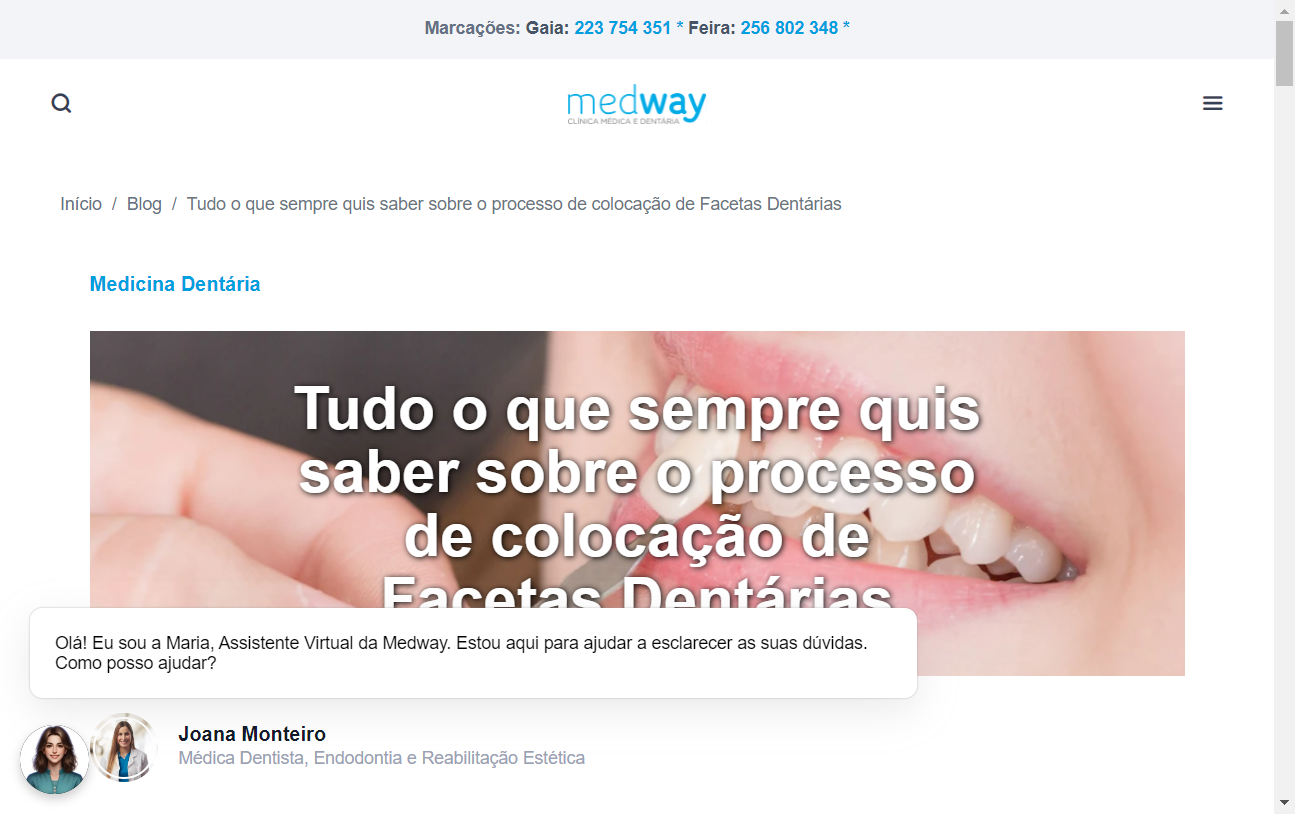 Marcações: Gaia: 223 754 351 * Feira: 256 802 348 *
medway
CLÍNICA MÉDICA E DENTÁRIA
Início / Blog / Tudo o que sempre quis saber sobre o processo de colocação de Facetas Dentárias
Medicina Dentária
Tudo o que sempre quis
saber sobre o processo
de colocação de
Facetas Dentárias
Olá! Eu sou a Maria, Assistente Virtual da Medway. Estou aqui para ajudar a esclarecer as suas dúvidas.
Como posso ajudar?
Joana Monteiro
Médica Dentista, Endodontia e Reabilitação Estética